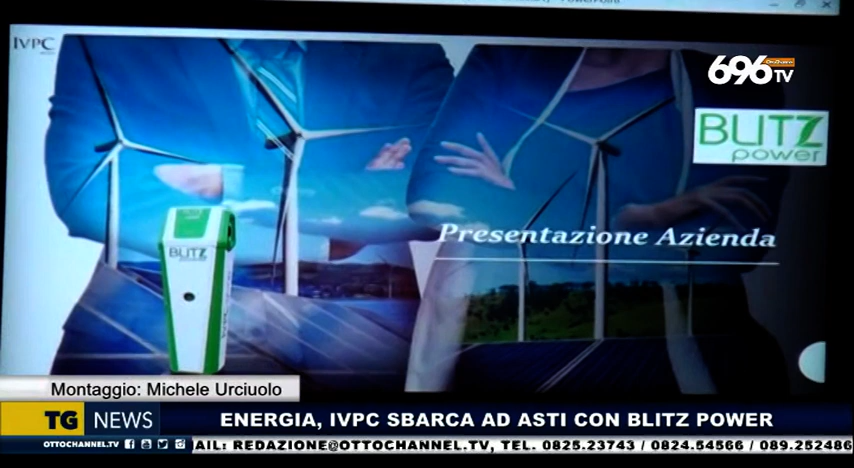 IVPC
696
OttoChannel
TV
BLITZ
power
Presentazione Azienda
BLITZ
Montaggio: Michele Urciuolo
TG NEWS
ENERGIA, IVPC SBARCA AD ASTI CON BLITZ POWER
OTTOCHANNEL.TV
AIL: REDAZIONE@OTTOCHANNEL.TV, TEL. 0825.23743 / 0824.54566 / 089.252486